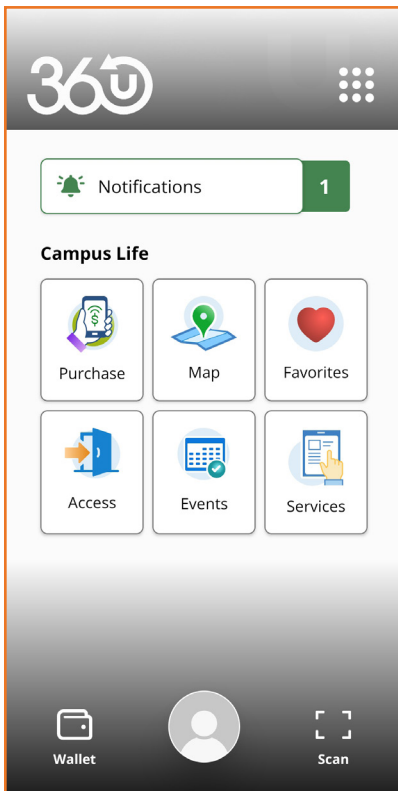 360u
Notifications 1
Campus Life
Purchase Map Favorites
Access Events Services
Wallet Scan